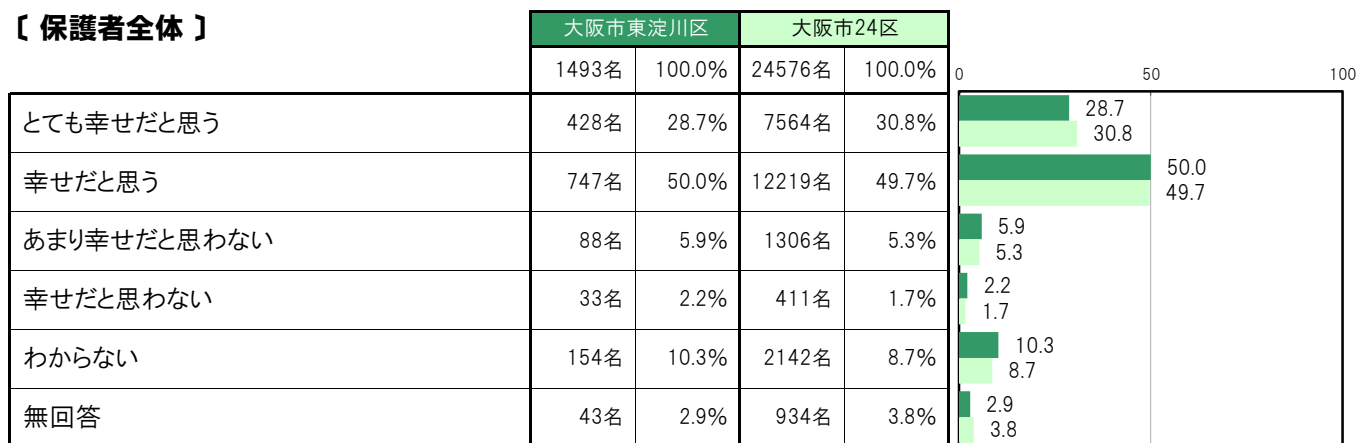 〔 保護者全体 〕
大阪市東淀川区 大阪市24区
1493名 100.0% 24576名 100.0% 0 50 100
とても幸せだと思う 428名 28.7% 7564名 30.8% 28.7
30.8
幸せだと思う 747名 50.0% 12219名 49.7% 50.0
49.7
あまり幸せだと思わない 88名 5.9% 1306名 5.3% 5.9
5.3
幸せだと思わない 33名 2.2% 411名 1.7% 2.2
1.7
わからない 154名 10.3% 2142名 8.7% 10.3
8.7
無回答 43名 2.9% 934名 3.8% 2.9
3.8